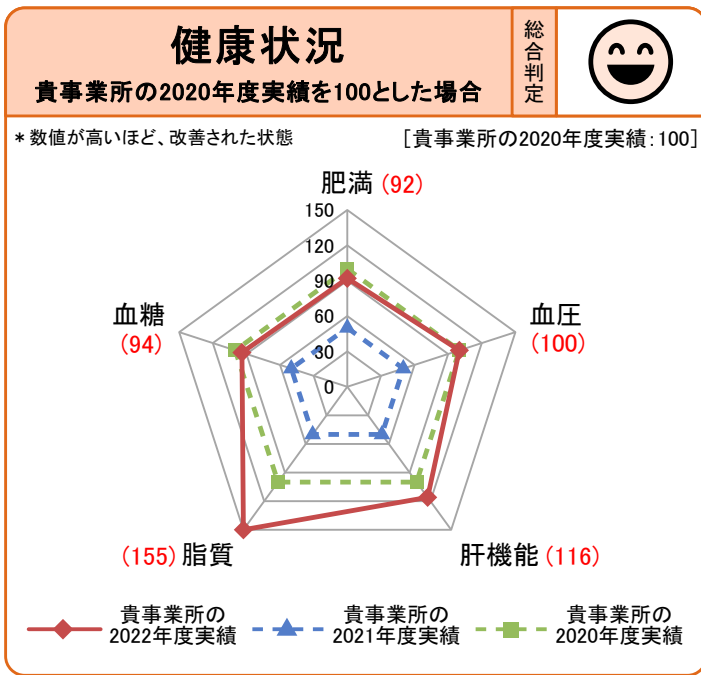 健康状況
貴事業所の2020年度実績を100とした場合
総合判定
*数値が高いほど、改善された状態
[貴事業所の2020年度実績:100]
肥満(92)
150
120
90
60
30
0
血糖
(94)
血圧
(100)
(155)脂質
肝機能(116)
貴事業所の
2022年度実績
貴事業所の
2021年度実績
貴事業所の
2020年度実績